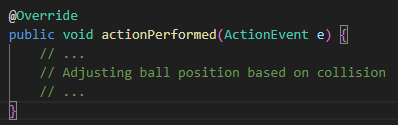 @Override
public void actionPerformed(ActionEvent e) {
    // ...
    // Adjusting ball position based on collision
    // ...
}